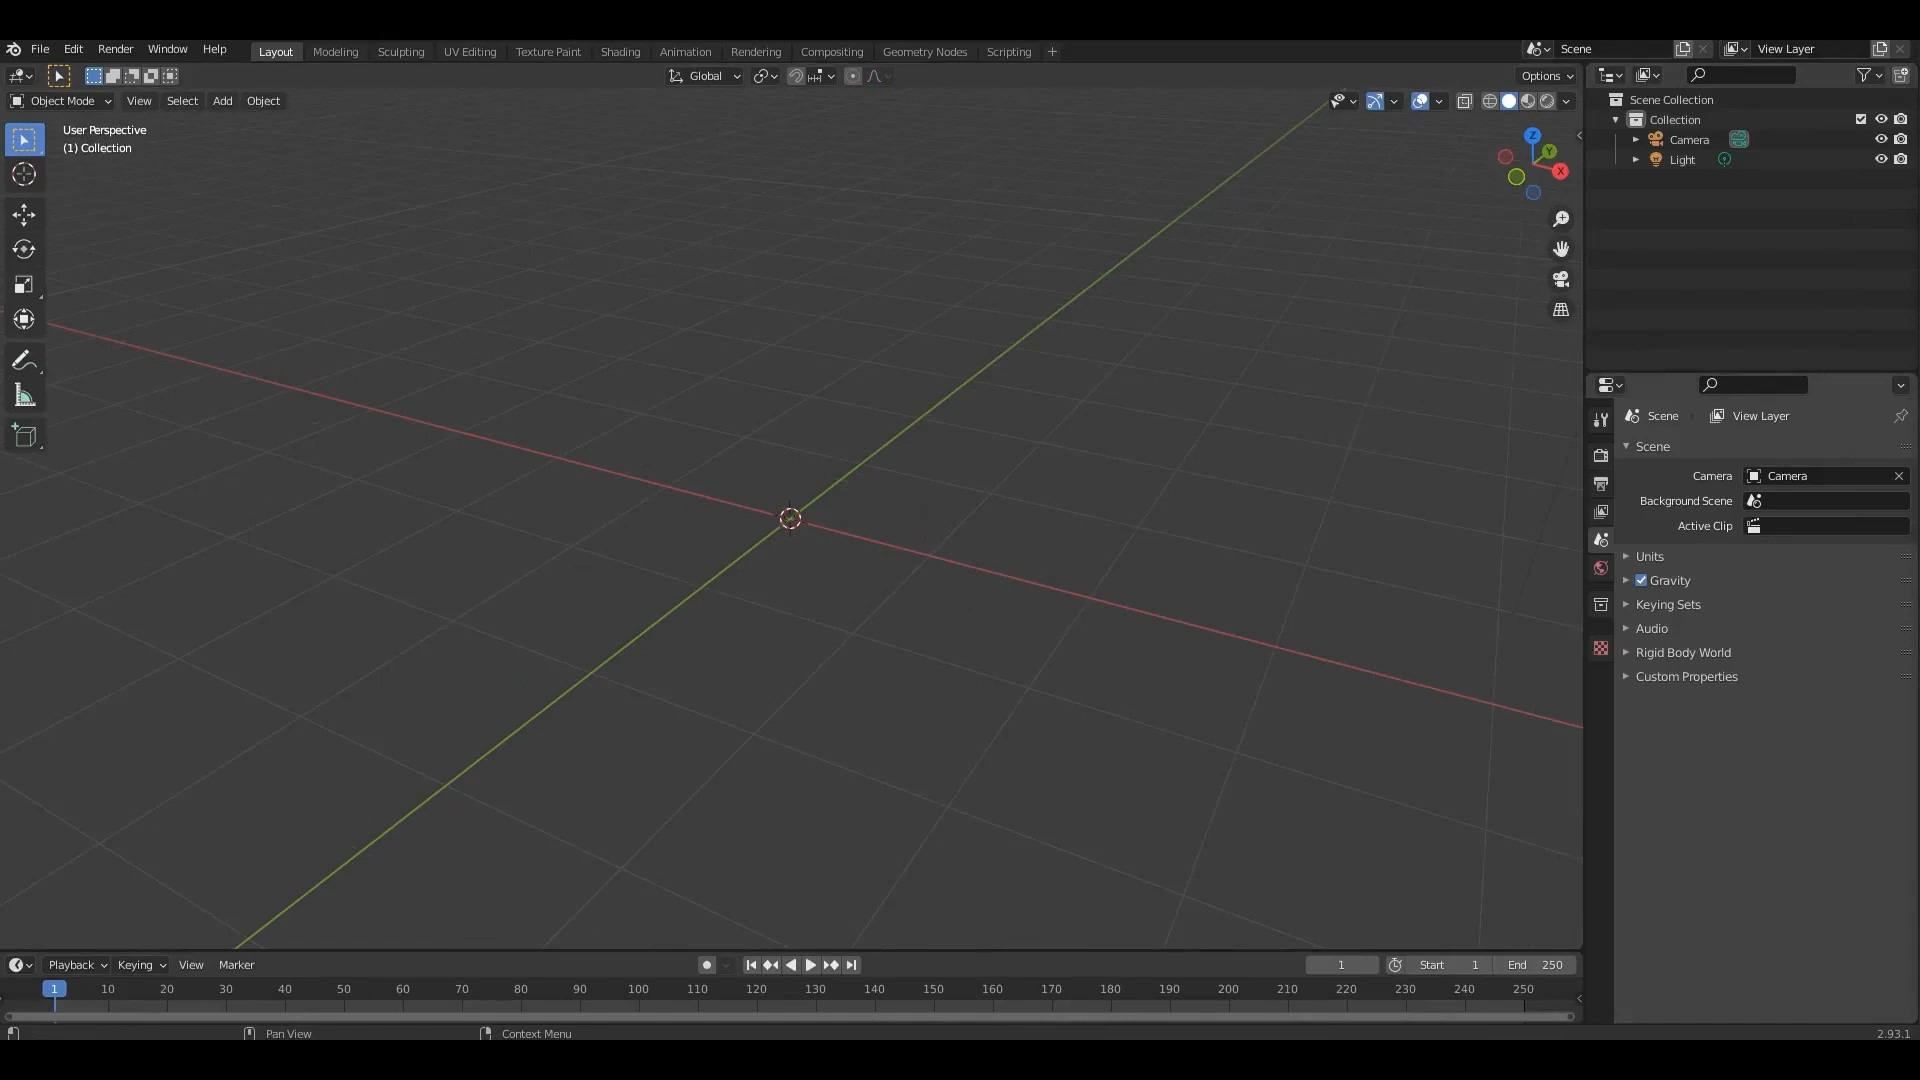 File Edit Render Window Help Layout Modeling Sculpting UV Editing Texture Paint Shading Animation Rendering Compositing Geometry Nodes Scripting + Scene View Layer
Global Options
Object Mode View Select Add Object
User Perspective
(1) Collection
Z
Y
X
Scene Collection
Collection
Camera
Light
Scene View Layer
Scene
Camera Camera
Background Scene
Active Clip
Units
Gravity
Keying Sets
Audio
Rigid Body World
Custom Properties
Playback Keying View Marker 1 Start 1 End 250
1 10 20 30 40 50 60 70 80 90 100 110 120 130 140 150 160 170 180 190 200 210 220 230 240 250
Pan View Context Menu 2.93.1